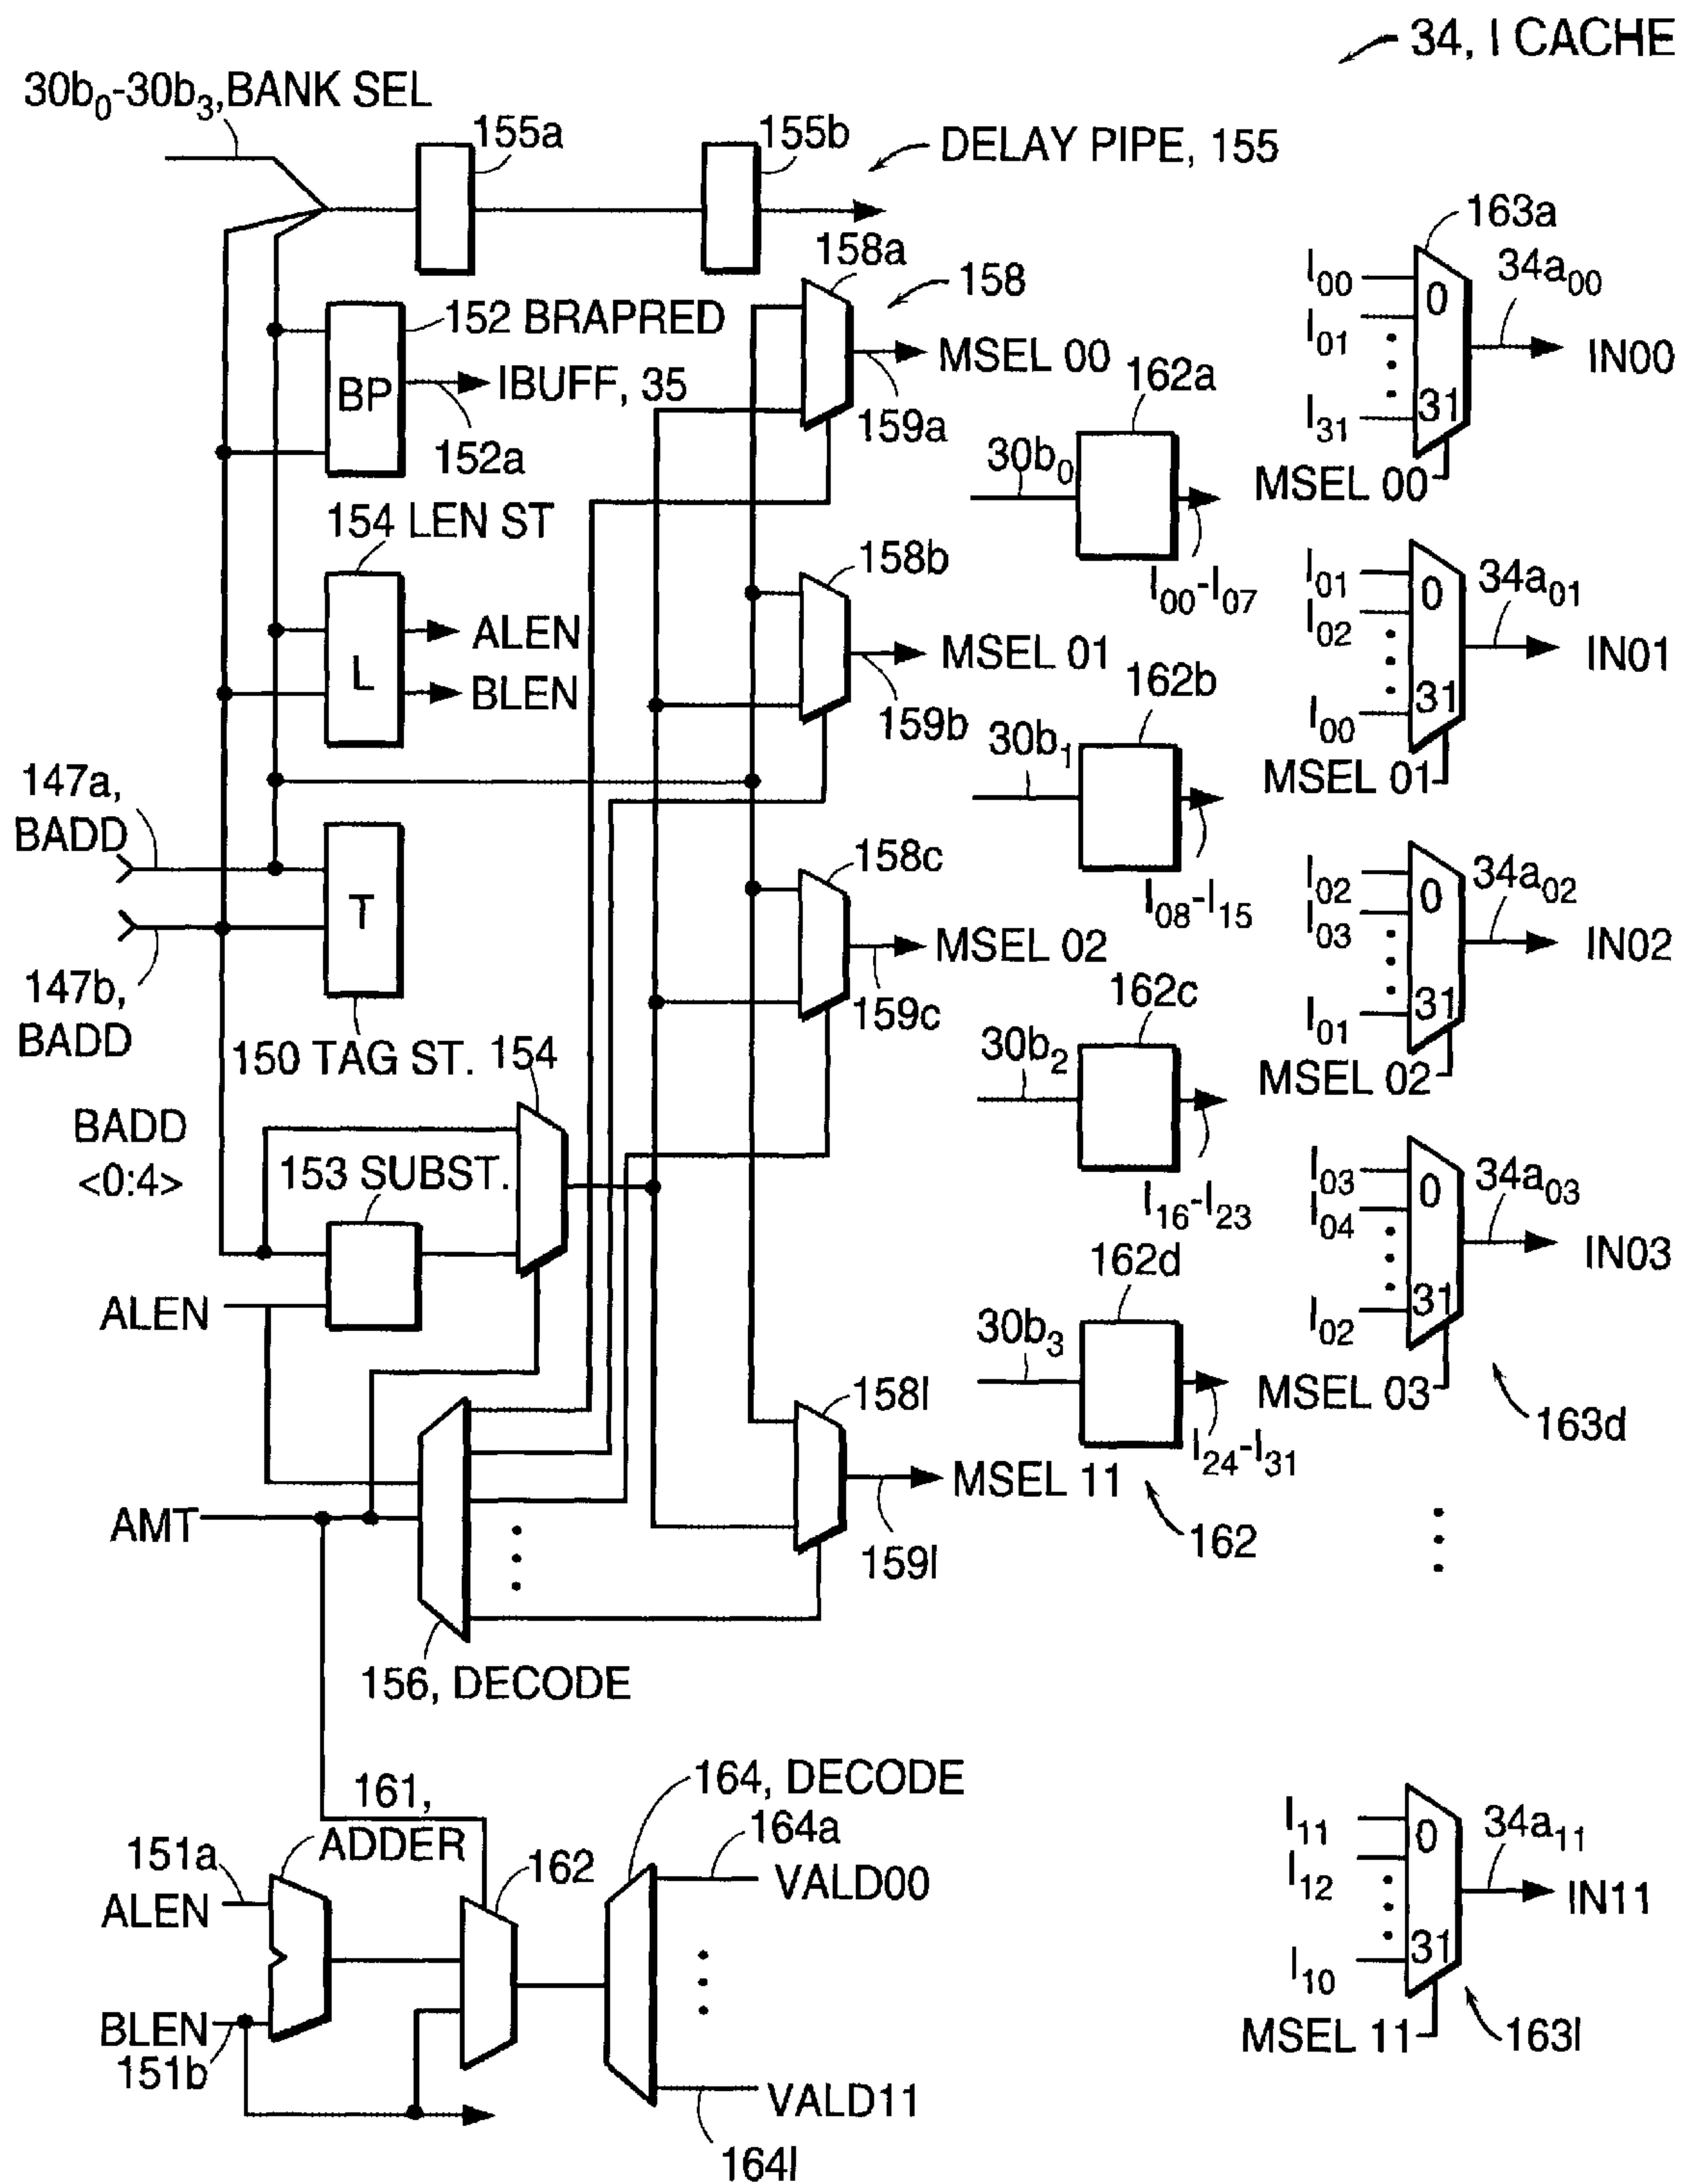 34, I CACHE
30b0-30b3, BANK SEL
155a
155b
DELAY PIPE, 155
158a
158
163a
34a00
I00
I01
I31
0
31
IN00
MSEL 00
152 BRAPRED
BP
IBUFF, 35
152a
MSEL 00
159a
162a
30b0
I00-I07
154 LEN ST
L
ALEN
BLEN
158b
MSEL 01
159b
162b
30b1
I08-I15
I01
I02
I00
0
31
34a01
IN01
MSEL 01
147a,
BADD
T
147b,
BADD
150 TAG ST.
154
158c
MSEL 02
159c
162c
30b2
I16-I23
I02
I03
I01
0
31
34a02
IN02
MSEL 02
BADD
<0:4>
153 SUBST.
ALEN
162d
30b3
I24-I31
I03
I04
I02
0
31
34a03
IN03
MSEL 03
163d
158l
MSEL 11
159l
162
AMT
156, DECODE
161,
ADDER
151a
ALEN
BLEN
151b
162
164, DECODE
164a
VALD00
VALD11
164l
I11
I12
I10
0
31
34a11
IN11
MSEL 11
163l